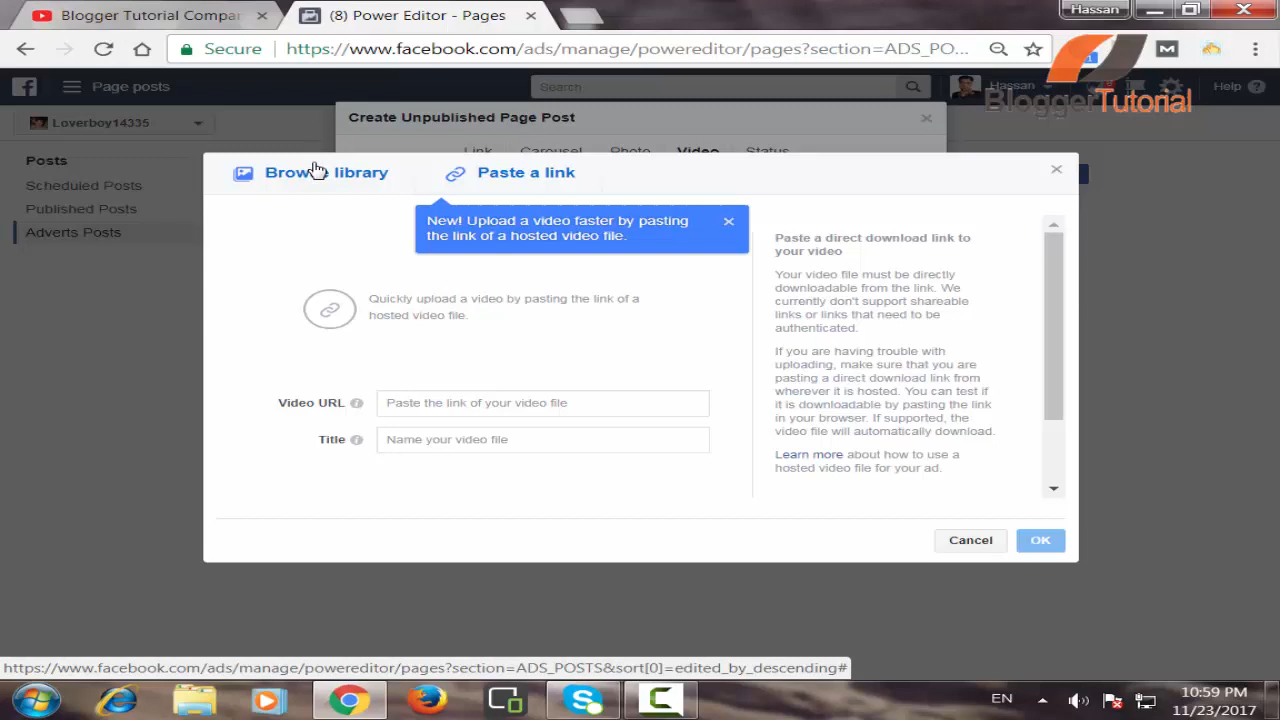 Blogger Tutorial Compa
(8) Power Editor - Pages
Hassan
Secure
https://www.facebook.com/ads/manage/powereditor/pages?section=ADS_PO...
Page posts
Search
Hassan
Help
BloggerTutorial
Loverboy14335
Create Unpublished Page Post
Link
Carousel
Photo
Video
Status
Posts
Scheduled Posts
Published Posts
Adverts Posts
Browse library
Paste a link
New! Upload a video faster by pasting
the link of a hosted video file.
Quickly upload a video by pasting the link of a
hosted video file.
Video URL
Paste the link of your video file
Title
Name your video file
Paste a direct download link to
your video
Your video file must be directly
downloadable from the link. We
currently don't support shareable
links or links that need to be
authenticated.
If you are having trouble with
uploading, make sure that you are
pasting a direct download link from
wherever it is hosted. You can test if
it is downloadable by pasting the link
in your browser. If supported, the
video file will automatically download.
Learn more about how to use a
hosted video file for your ad.
Cancel
OK
https://www.facebook.com/ads/manage/powereditor/pages?section=ADS_POSTS&sort[0]=edited_by_descending#
EN
10:59 PM
11/23/2017